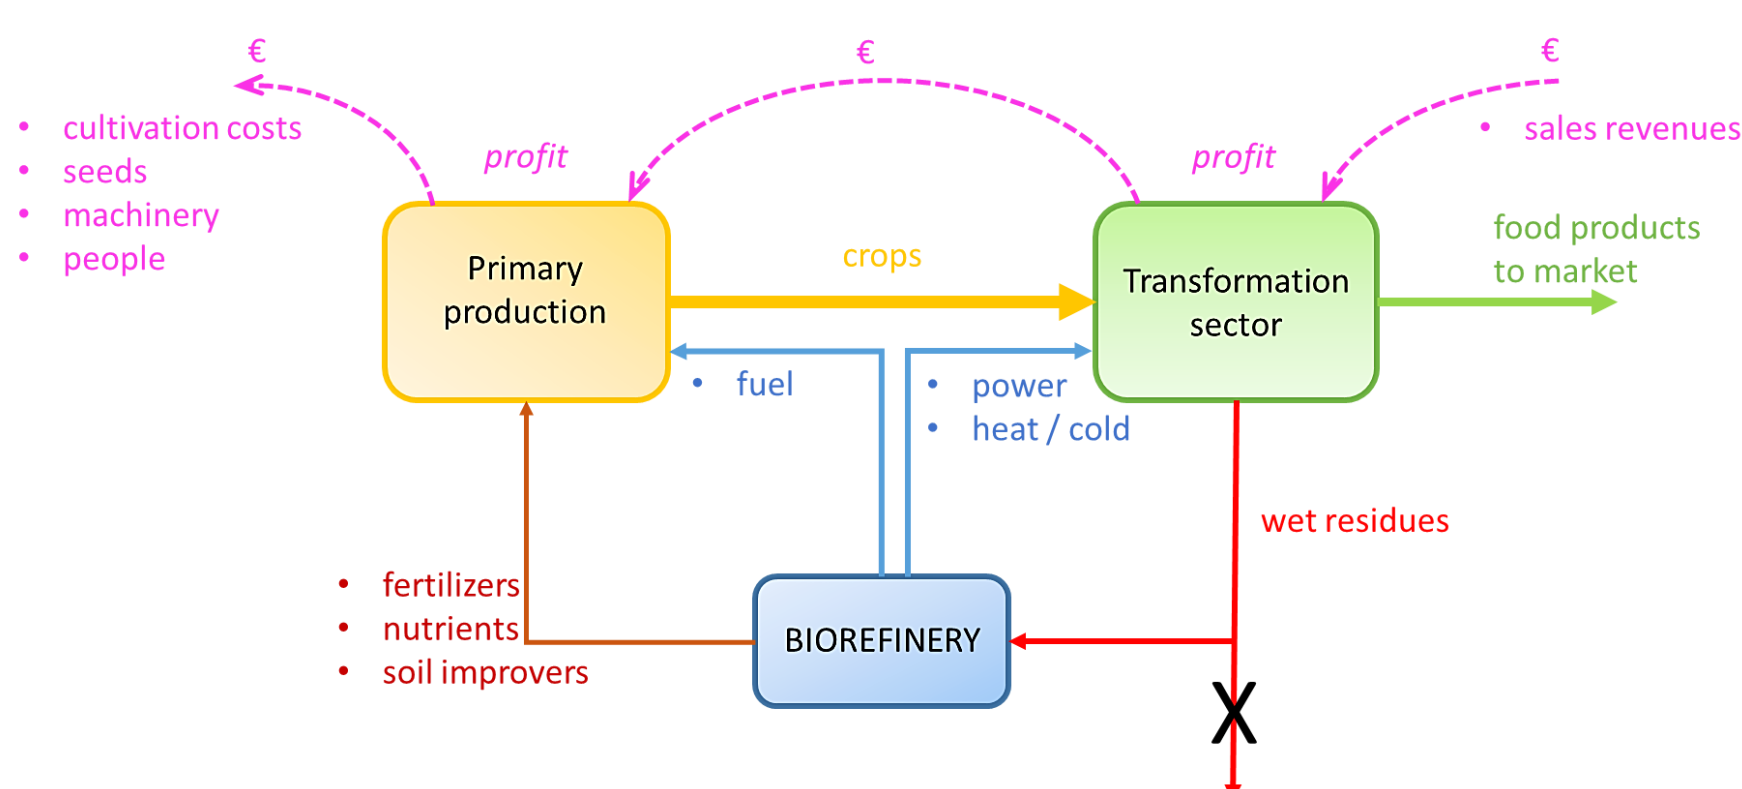 €
€
€
• cultivation costs
• seeds
• machinery
• people
profit
profit
• sales revenues
Primary
production
crops
Transformation
sector
food products
to market
• fuel
• power
• heat / cold
wet residues
• fertilizers
• nutrients
• soil improvers
BIOREFINERY
X